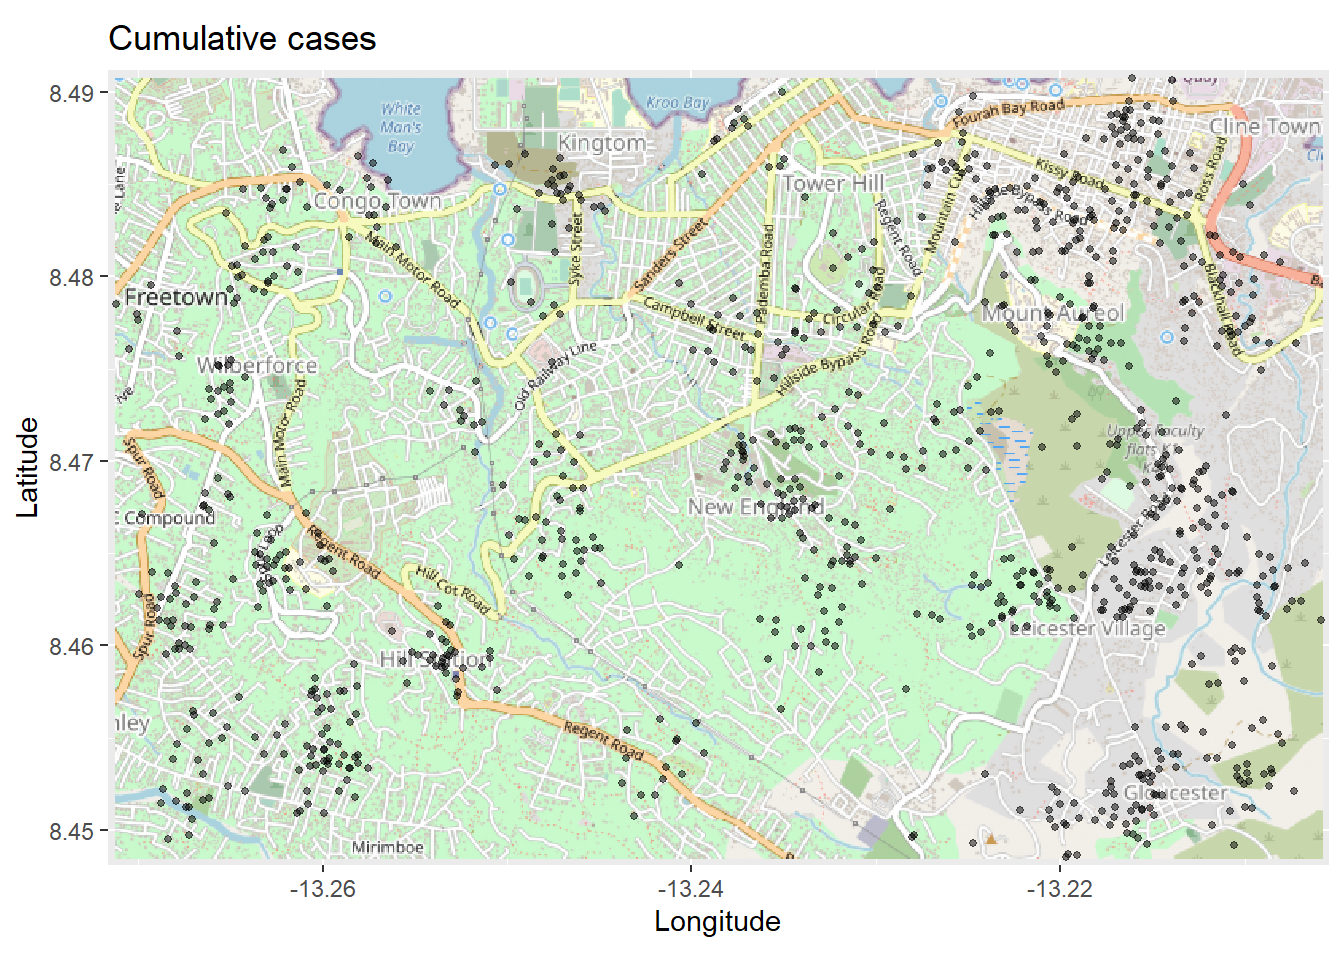 Cumulative cases
8.49
8.48
8.47
8.46
8.45
Latitude
-13.26
-13.24
-13.22
Longitude
White
Man's
Bay
Kroo Bay
Kingtom
Quay
Fourah Bay Road
Cline Town
Kissy Road
Ross Road
Tower Hill
Congo Town
Lane
Main Motor Road
Syke Street
Sanders Street
Pademba Road
Regent Road
Mountain Cut
Bypass Road
Freetown
Campbell Street
Circular Road
Mount Aureol
Blackhall Road
Wilberforce
Old Railway Line
Hillside Bypass Road
Main Motor Road
Spur Road
Upper Faculty
flats
Compound
New England
Leicester Road
Regent Road
Hill Cot Road
Spur Road
Leicester Village
Hill Station
Regent Road
Gloucester
Mirimboe